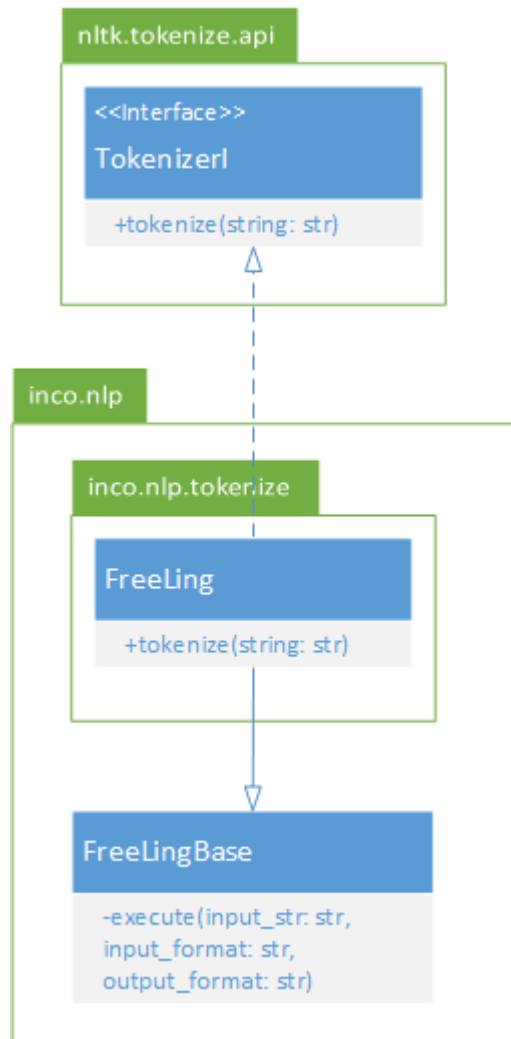 nltk.tokenize.api
<<Interface>>
TokenizerI
+tokenize(string: str)
inco.nlp
inco.nlp.tokenize
FreeLing
+tokenize(string: str)
FreeLingBase
-execute(input_str: str,
input_format: str,
output_format: str)